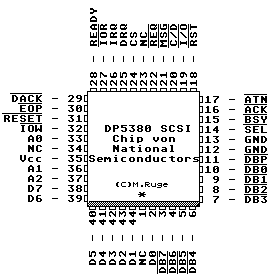 28 - READY
27 - IOR
26 - IRQ
25 - DRQ
24 - CS
23 - NC
22 - REQ
21 - MSG
20 - C/D
19 - I/O
18 - RST
DACK - 29
EOP - 30
RESET - 31
IOW - 32
A0 - 33
NC - 34
Vcc - 35
A1 - 36
A2 - 37
D7 - 38
D6 - 39
DP5380 SCSI
Chip von
National
Semiconductors
(C)M.Ruge
*
17 - ATN
16 - ACK
15 - BSY
14 - SEL
13 - GND
12 - GND
11 - DBP
10 - DB0
9 - DB1
8 - DB2
7 - DB3
D5 - 40
D4 - 41
D3 - 42
D2 - 43
D1 - 44
NC - 1
D0 - 2
DB7 - 3
DB6 - 4
DB5 - 5
DB4 - 6